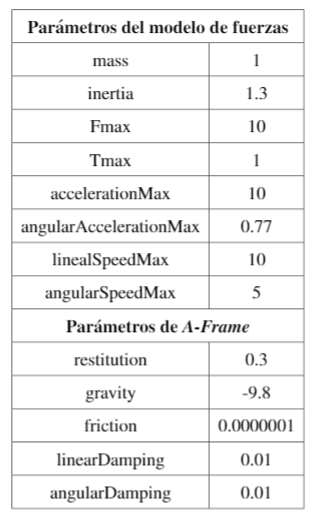 Parámetros del modelo de fuerzas
mass 1
inertia 1.3
Fmax 10
Tmax 1
accelerationMax 10
angularAccelerationMax 0.77
linealSpeedMax 10
angularSpeedMax 5
Parámetros de A-Frame
restitution 0.3
gravity -9.8
friction 0.0000001
linearDamping 0.01
angularDamping 0.01